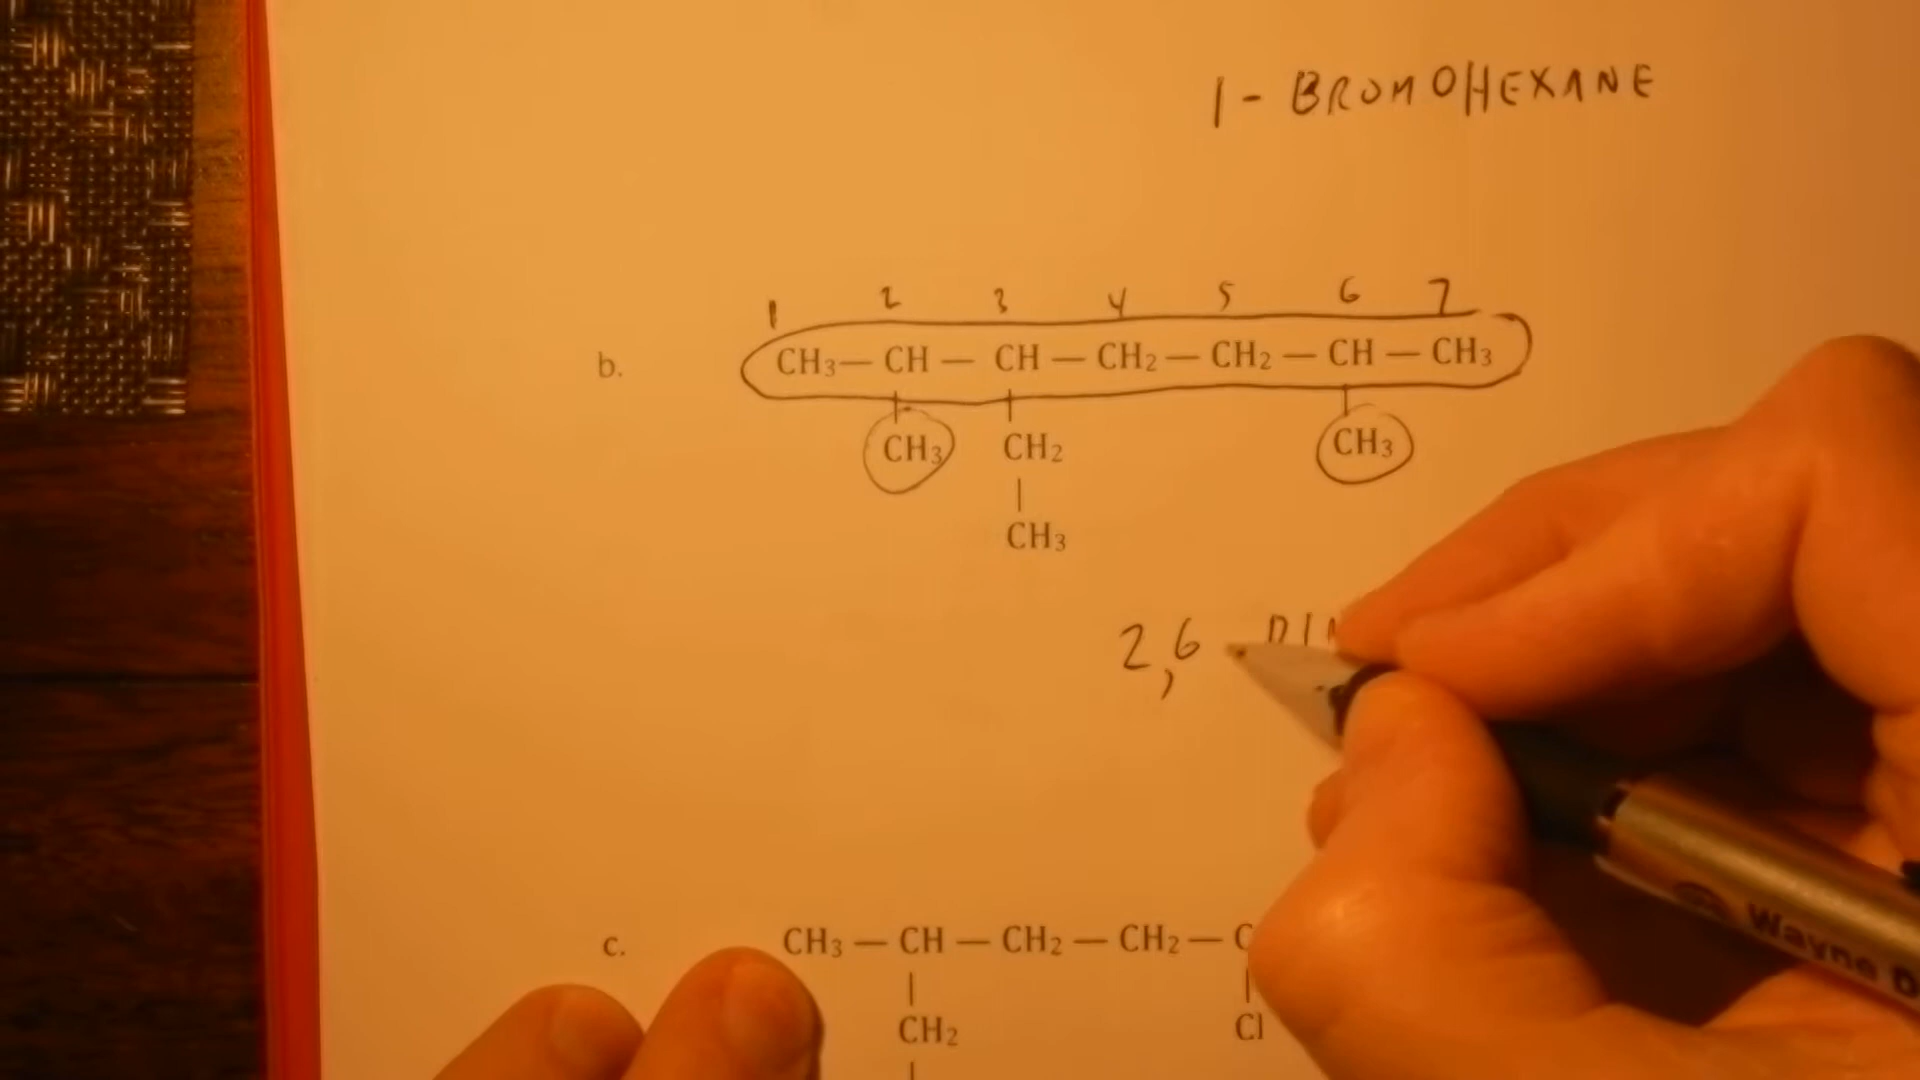 1 - BROMOHEXANE
1 2 3 4 5 6 7
b. CH3 — CH — CH — CH2 — CH2 — CH — CH3
| | |
CH3 CH2 CH3
|
CH3
2,6
c. CH3 — CH — CH2 — CH2 — C
| |
CH2 Cl
|
Wayne